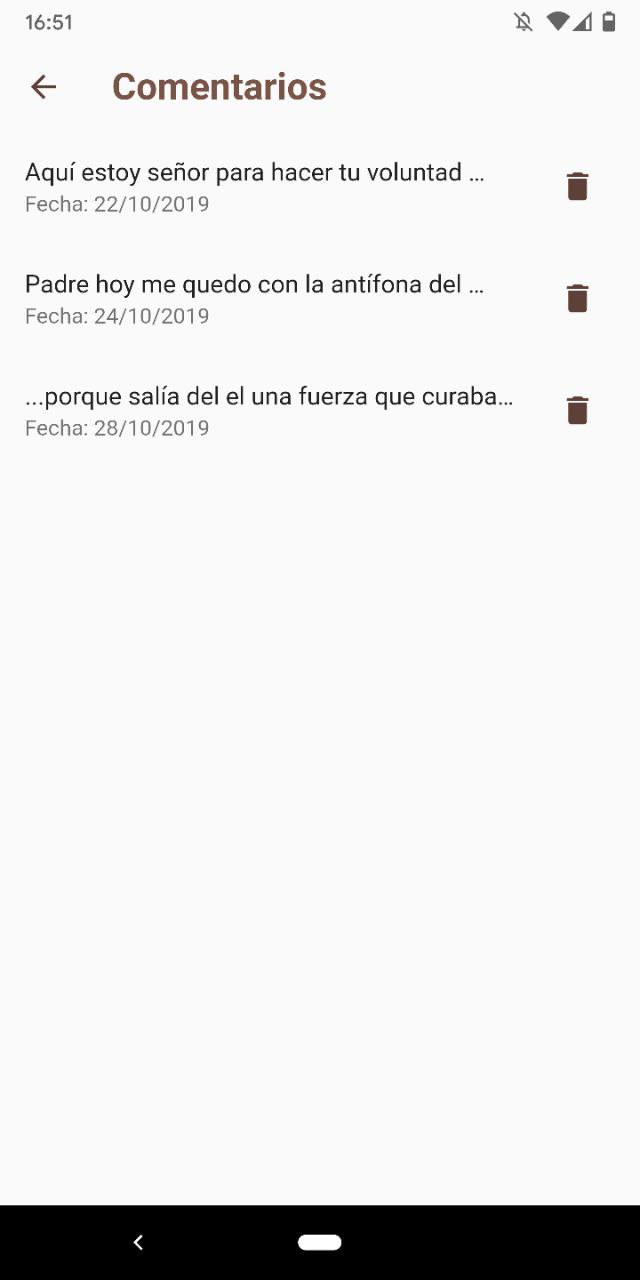 16:51
Comentarios
Aquí estoy señor para hacer tu voluntad ...
Fecha: 22/10/2019
Padre hoy me quedo con la antífona del ...
Fecha: 24/10/2019
...porque salía del el una fuerza que curaba...
Fecha: 28/10/2019